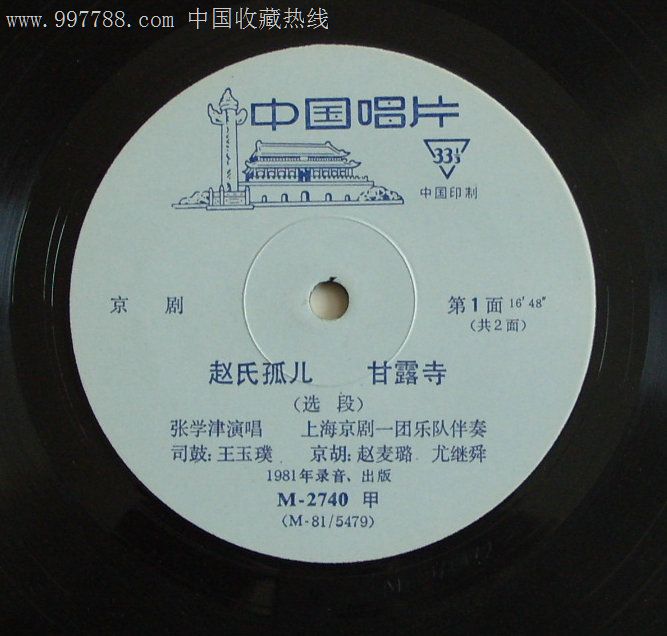 www.997788.com 中国收藏热线
中国唱片
33⅓
中国印制
京 剧
第1面 16′48″
(共2面)
赵氏孤儿 甘露寺
(选段)
张学津演唱 上海京剧一团乐队伴奏
司鼓:王玉璞 京胡:赵麦璐 尤继舜
1981年录音、出版
M-2740 甲
(M-81/5479)